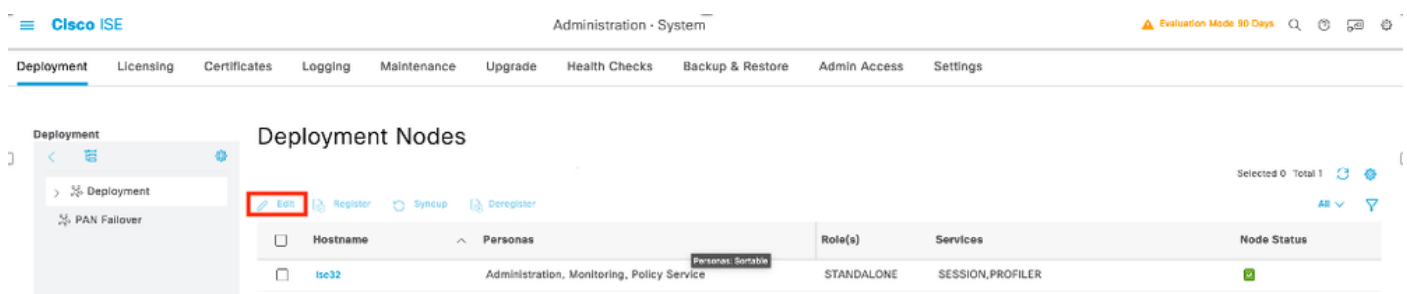 Cisco ISE
Administration · System
Evaluation Mode 90 Days
Deployment Licensing Certificates Logging Maintenance Upgrade Health Checks Backup & Restore Admin Access Settings
Deployment
Deployment Nodes
Selected 0 Total 1
Deployment
Edit Register Syncup Deregister
All
PAN Failover
Hostname Personas Role(s) Services Node Status
Personas: Sortable
ise32 Administration, Monitoring, Policy Service STANDALONE SESSION,PROFILER